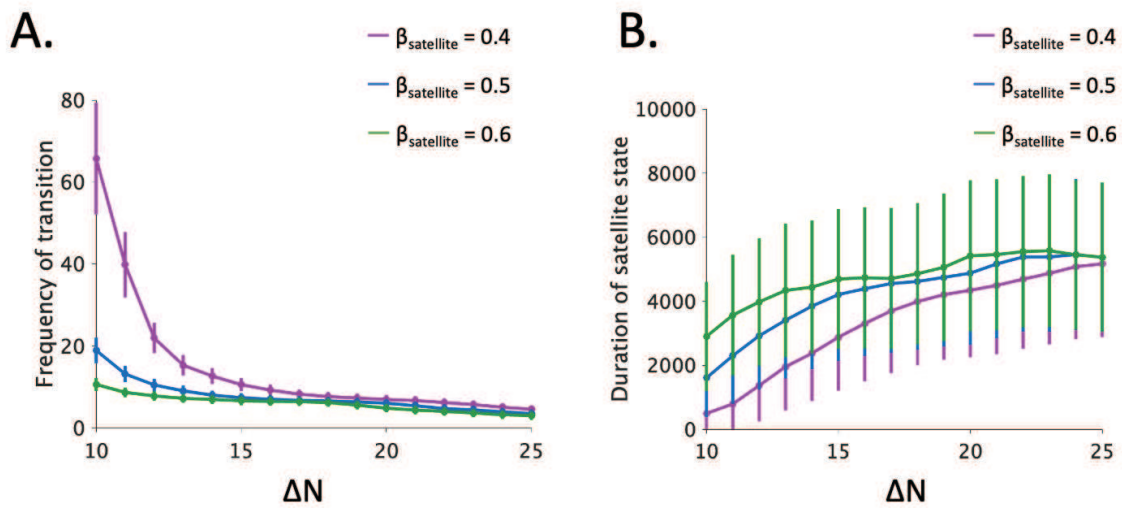 A.
βsatellite = 0.4
βsatellite = 0.5
βsatellite = 0.6
Frequency of transition
80
60
40
20
0
10
15
20
25
ΔN
B.
βsatellite = 0.4
βsatellite = 0.5
βsatellite = 0.6
Duration of satellite state
10000
8000
6000
4000
2000
0
10
15
20
25
ΔN